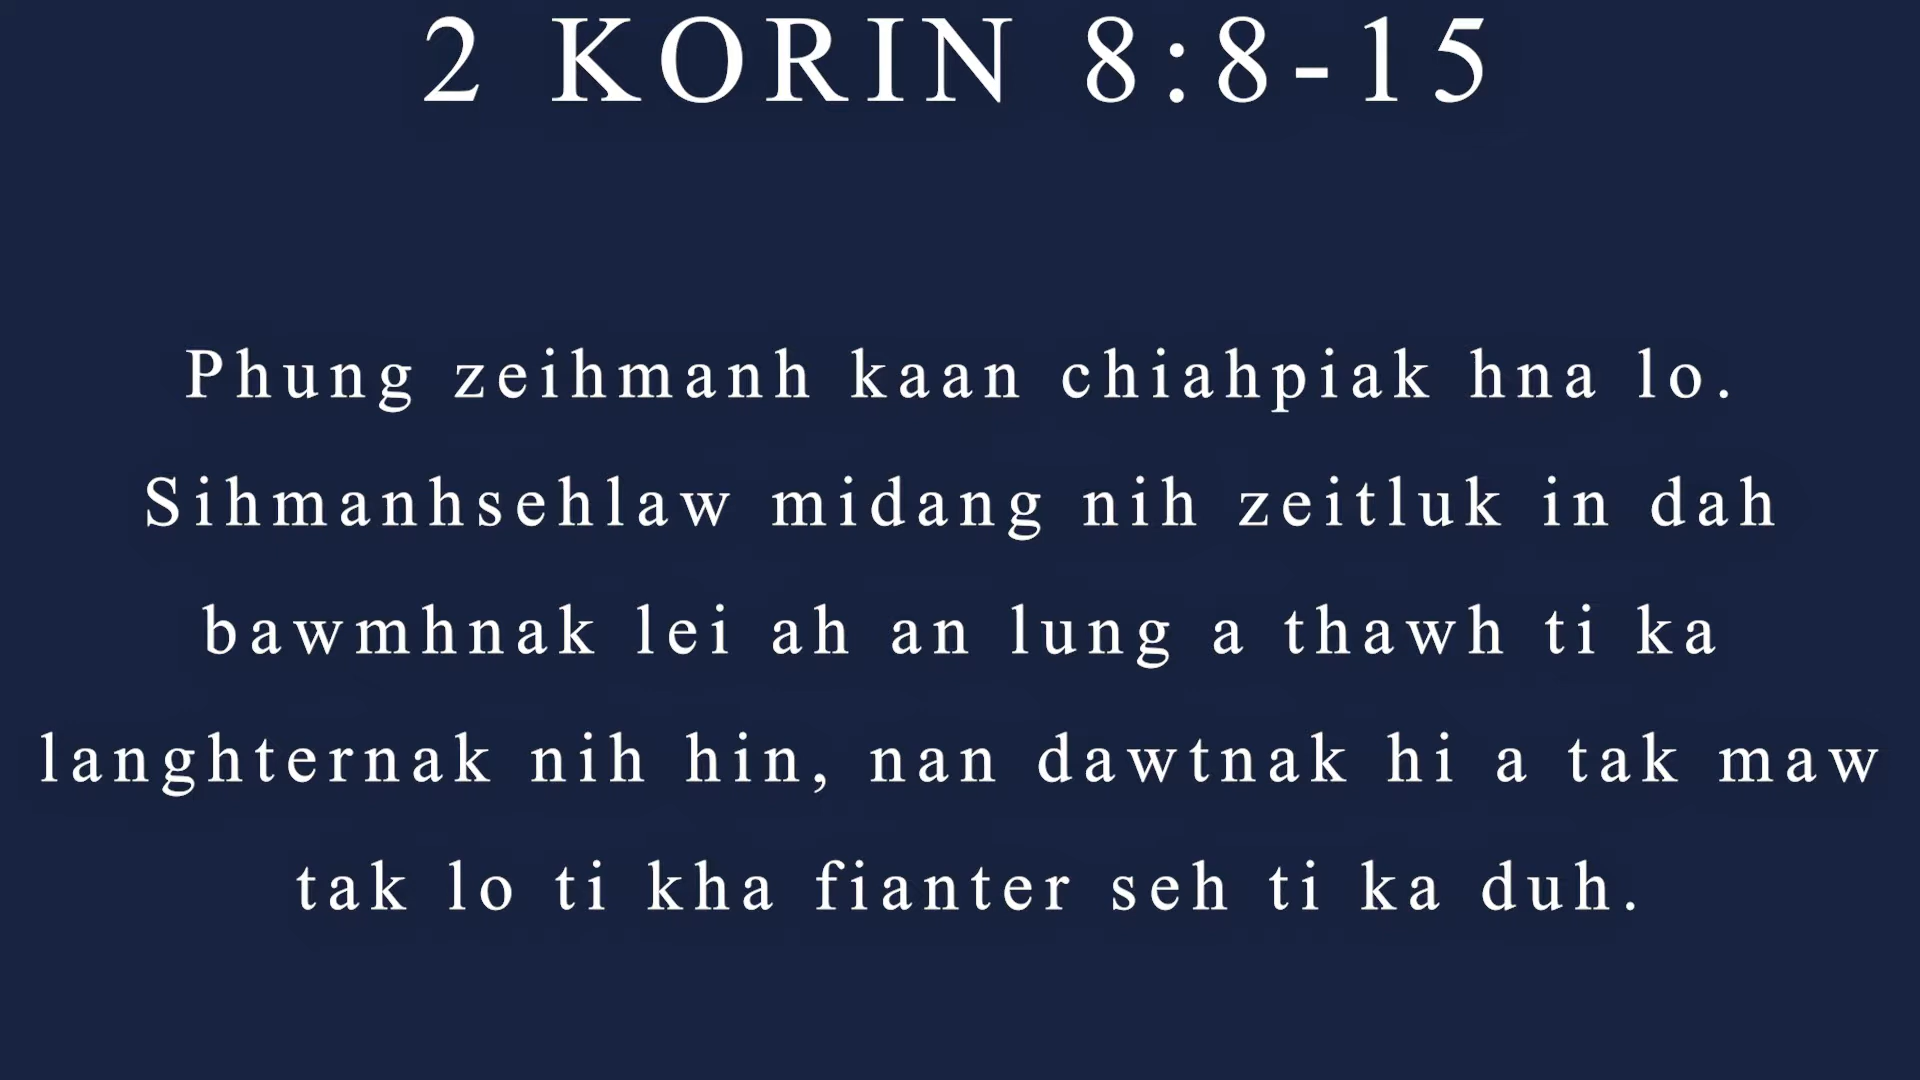 2 KORIN 8:8-15
Phung zeihmanh kaan chiahpiak hna lo.
Sihmanhsehlaw midang nih zeitluk in dah
bawmhnak lei ah an lung a thawh ti ka
langhternak nih hin, nan dawtnak hi a tak maw
tak lo ti kha fianter seh ti ka duh.